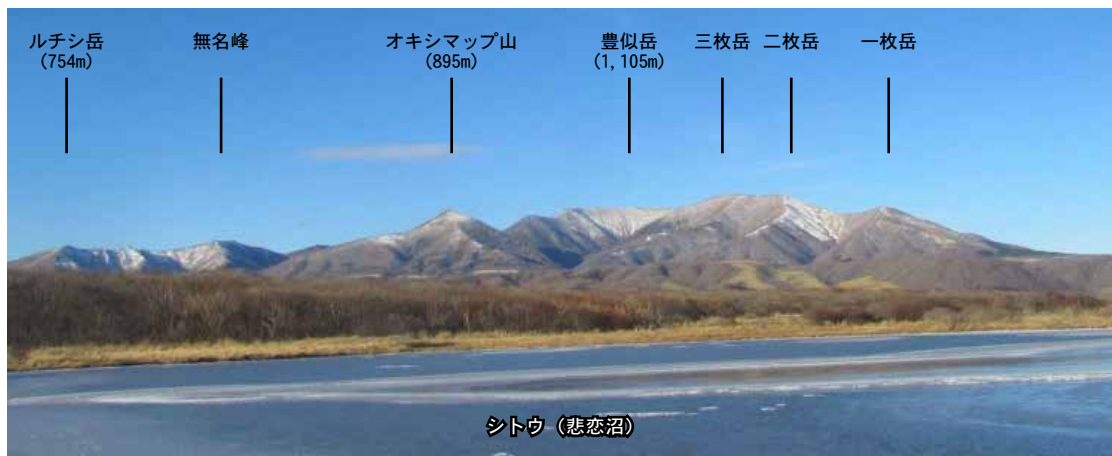 ルチシ岳
(754m)
無名峰
オキシマップ山
(895m)
豊似岳
(1,105m)
三枚岳
二枚岳
一枚岳
シトウ(悲恋沼)